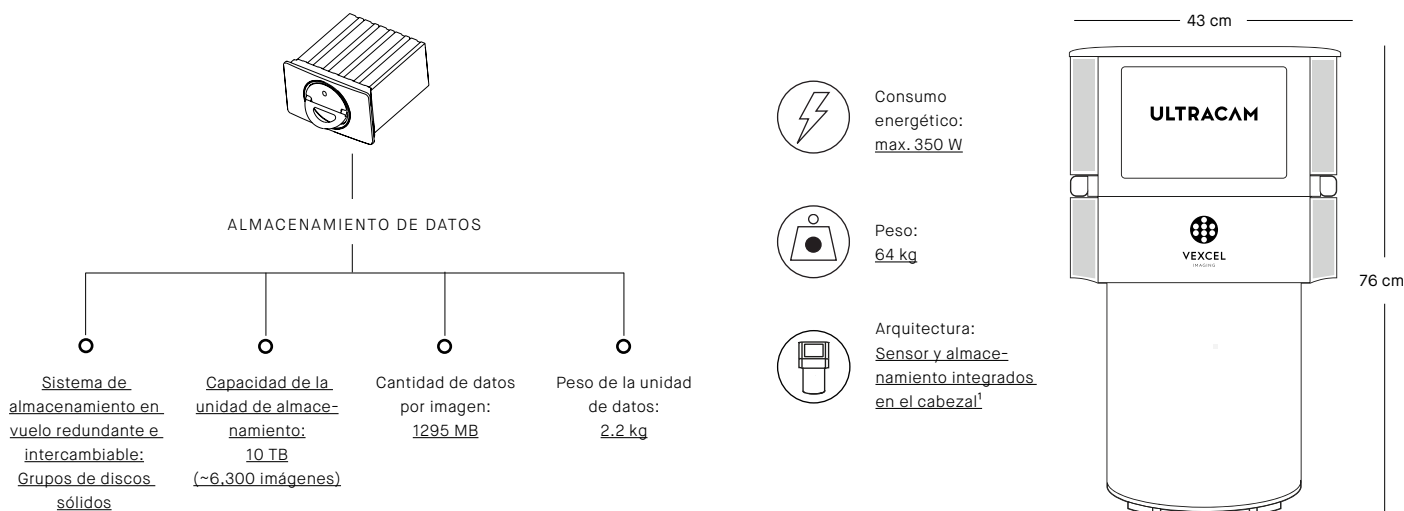 ALMACENAMIENTO DE DATOS
Sistema de
almacenamiento en
vuelo redundante e
intercambiable:
Grupos de discos
sólidos
Capacidad de la
unidad de almace-
namiento:
10 TB
(~6,300 imágenes)
Cantidad de datos
por imagen:
1295 MB
Peso de la unidad
de datos:
2.2 kg
Consumo
energético:
max. 350 W
Peso:
64 kg
Arquitectura:
Sensor y almace-
namiento integrados
en el cabezal¹
43 cm
ULTRACAM
VEXCEL
IMAGING
76 cm